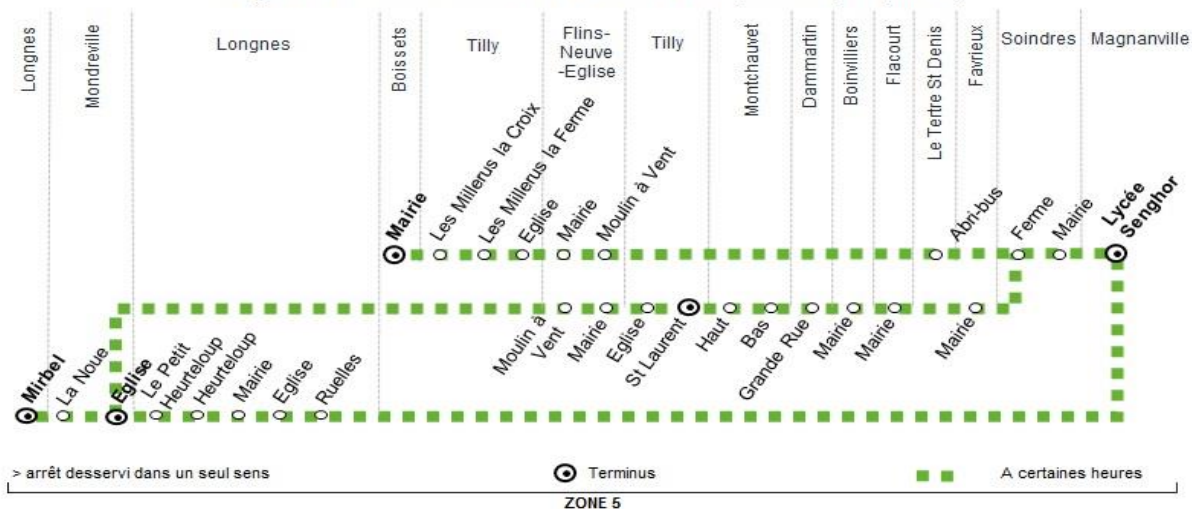 Longnes
Mondreville
Longnes
Boissets
Tilly
Flins-
Neuve
-Eglise
Tilly
Montchauvet
Dammartin
Boinvilliers
Flacourt
Le Tertre St Denis
Favrieux
Soindres
Magnanville
Mairie
Les Millerus la Croix
Les Millerus la Ferme
Eglise
Mairie
Moulin à Vent
Abri-bus
Ferme
Mairie
Lycée
Senghor
Moulin à
Vent
Mairie
Eglise
St Laurent
Haut
Bas
Grande Rue
Mairie
Mairie
Mairie
Mirbel
La Noue
Eglise
Le Petit
Heurteloup
Heurteloup
Mairie
Eglise
Ruelles
> arrêt desservi dans un seul sens
Terminus
A certaines heures
ZONE 5